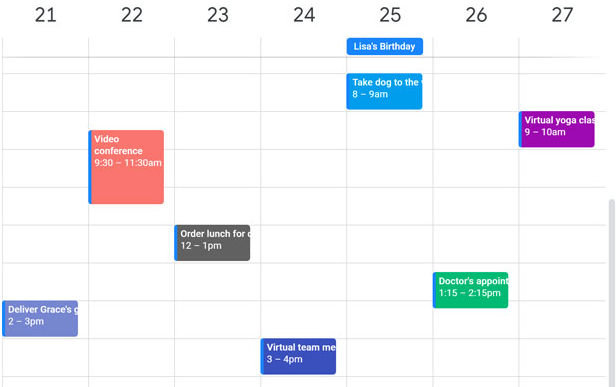 21 22 23 24 25 26 27
Lisa's Birthday
Take dog to the
8 – 9am
Virtual yoga clas
9 – 10am
Video
conference
9:30 – 11:30am
Order lunch for
12 – 1pm
Doctor's appoint
1:15 – 2:15pm
Deliver Grace's g
2 – 3pm
Virtual team me
3 – 4pm